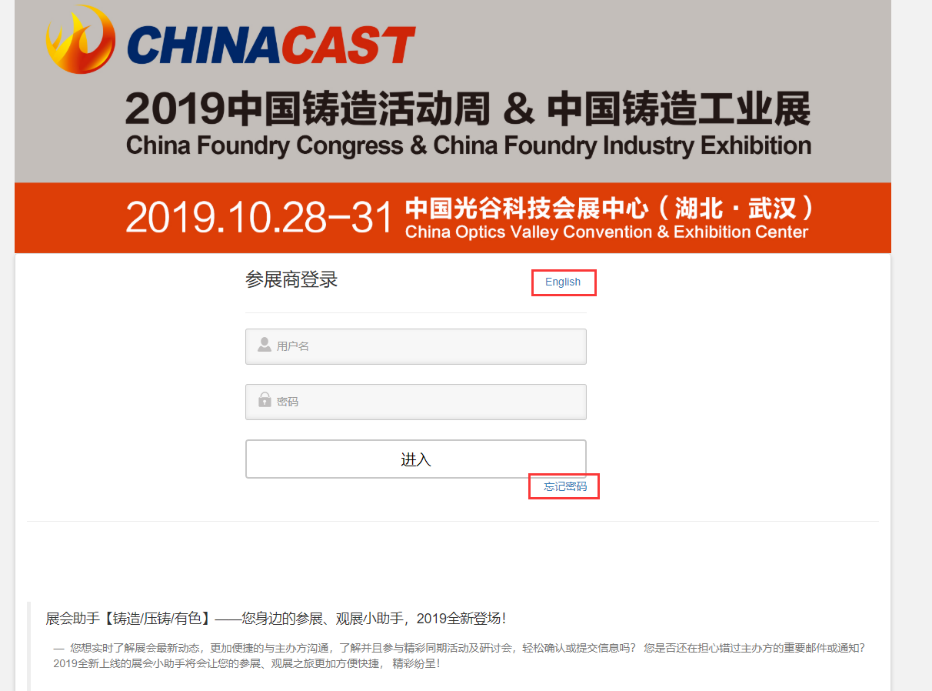 CHINACAST
2019中国铸造活动周 & 中国铸造工业展
China Foundry Congress & China Foundry Industry Exhibition
2019.10.28–31 中国光谷科技会展中心（湖北·武汉）
China Optics Valley Convention & Exhibition Center
参展商登录
English
用户名
密码
进入
忘记密码
展会助手【铸造/压铸/有色】——您身边的参展、观展小助手，2019全新登场！
— 您想实时了解展会最新动态，更加便捷的与主办方沟通，了解并且参与精彩同期活动及研讨会，轻松确认或提交信息吗？ 您是否还在担心错过主办方的重要邮件或通知？
2019全新上线的展会小助手将会让您的参展、观展之旅更加方便快捷， 精彩纷呈！